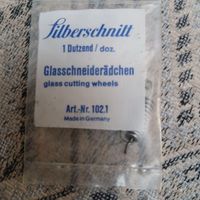 Silberschnitt
1 Dutzend / doz.
Glasschneiderädchen
glass cutting wheels
Art.-Nr. 102.1
Made in Germany